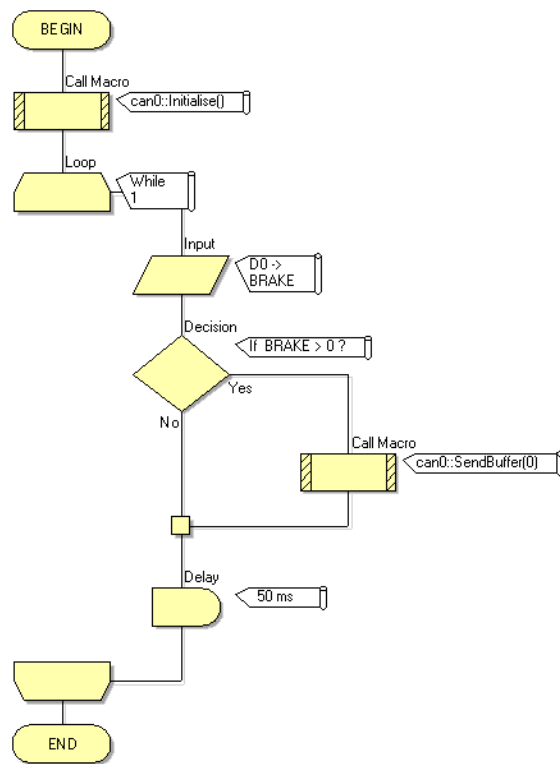 BEGIN
Call Macro
can0::Initialise()
Loop
While
1
Input
D0 ->
BRAKE
Decision
If BRAKE > 0 ?
Yes
No
Call Macro
can0::SendBuffer(0)
Delay
50 ms
END